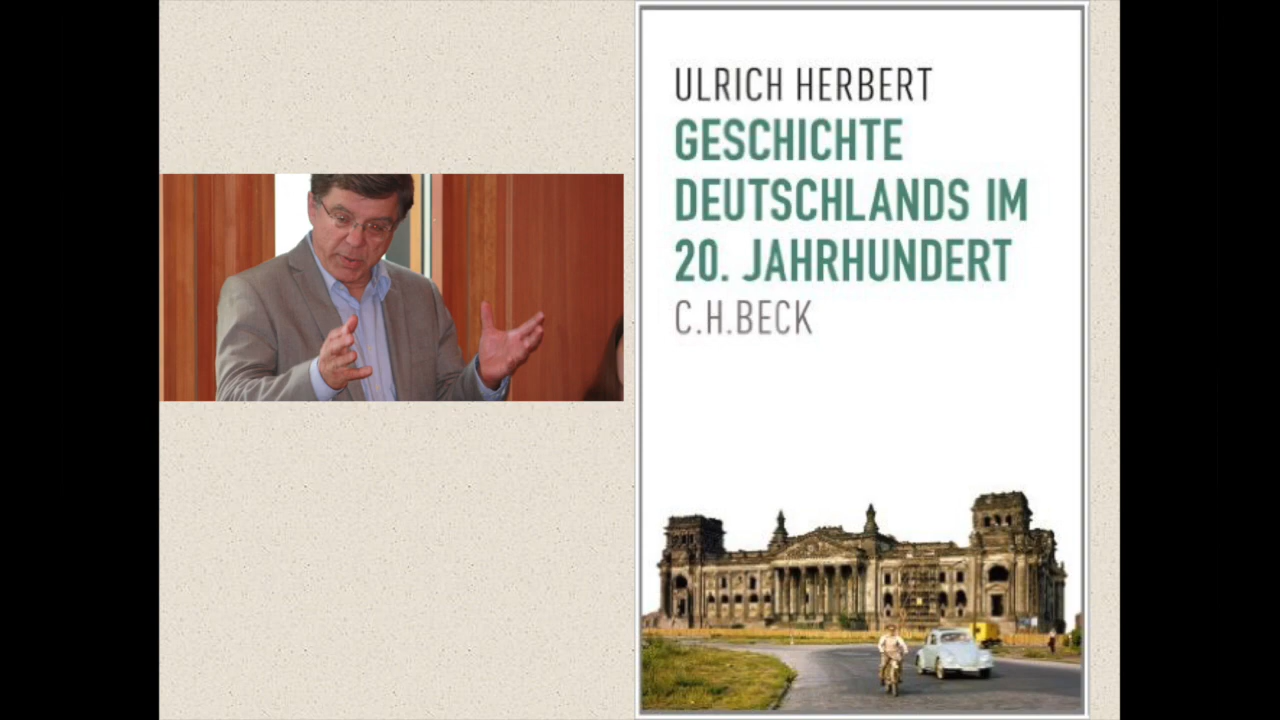 ULRICH HERBERT
GESCHICHTE
DEUTSCHLANDS IM
20. JAHRHUNDERT
C.H.BECK